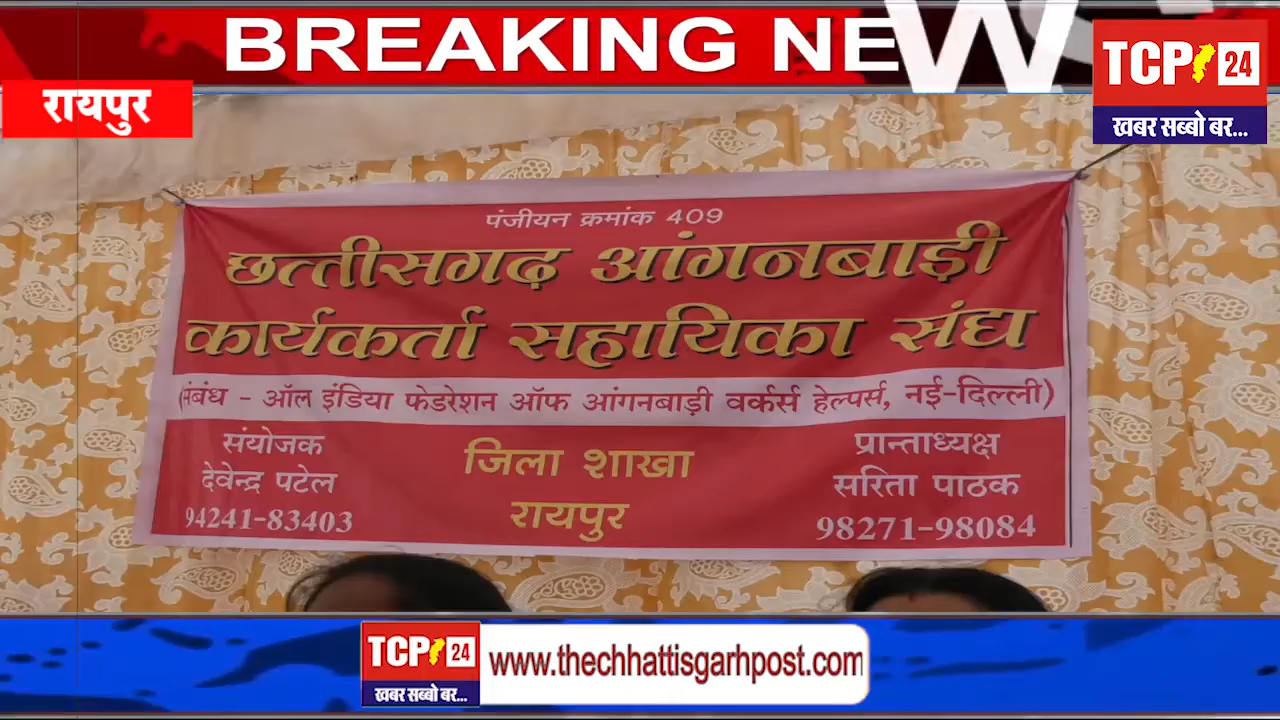 BREAKING NEWS
TCP 24
खबर सब्बो बर...
रायपुर
पंजीयन क्रमांक 409
छत्तीसगढ़ आंगनबाड़ी
कार्यकर्ता सहायिका संघ
(संबंध - ऑल इंडिया फेडरेशन ऑफ आंगनबाड़ी वर्कर्स हेल्पर्स, नई-दिल्ली)
संयोजक
देवेन्द्र पटेल
94241-83403
जिला शाखा
रायपुर
प्रान्ताध्यक्ष
सरिता पाठक
98271-98084
TCP 24
खबर सब्बो बर...
www.thechhattisgarhpost.com